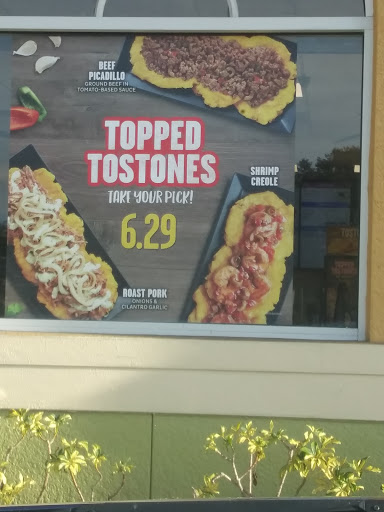 BEEF
PICADILLO
GROUND BEEF IN
TOMATO-BASED SAUCE
TOPPED
TOSTONES
TAKE YOUR PICK!
6.29
SHRIMP
CREOLE
ROAST PORK
ONIONS &
CILANTRO GARLIC